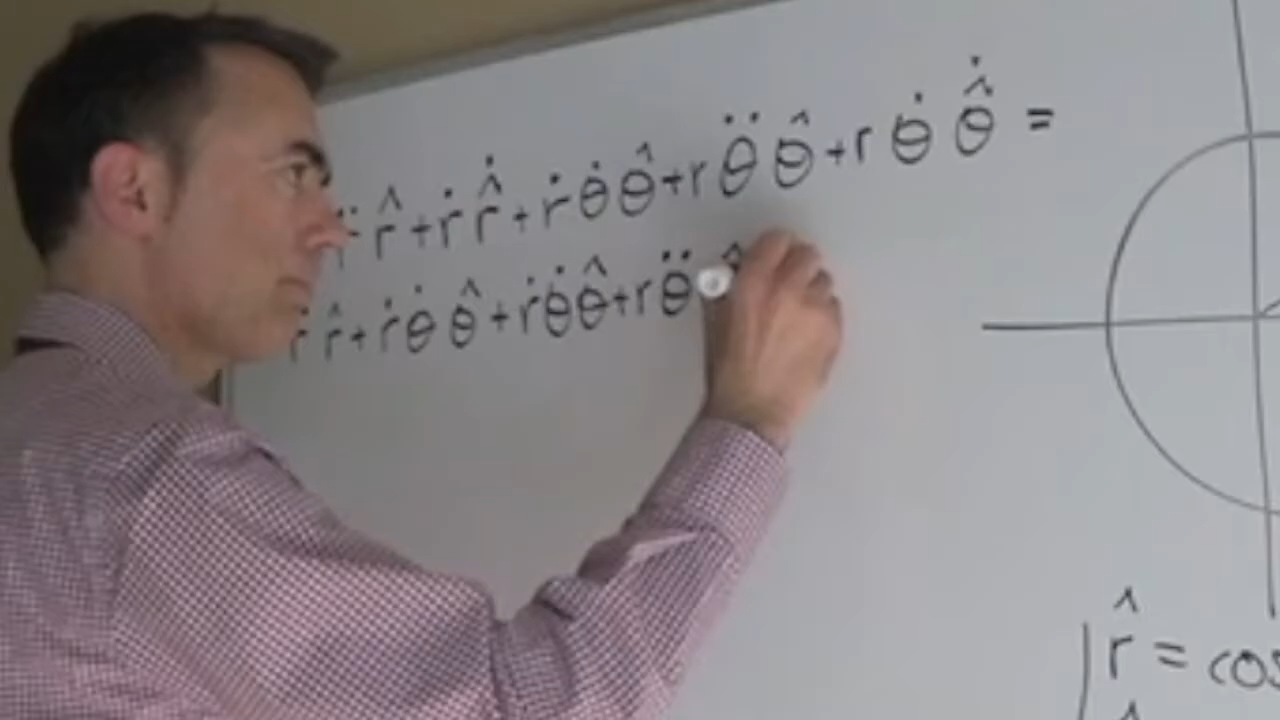 r̈ r̂ + ṙ r̂̇ + ṙ θ̇ θ̂ + r θ̈ θ̂ + r θ̇ θ̂̇ =
r̈ r̂ + ṙ θ̇ θ̂ + ṙ θ̇ θ̂ + r θ̈
r̂ = cos